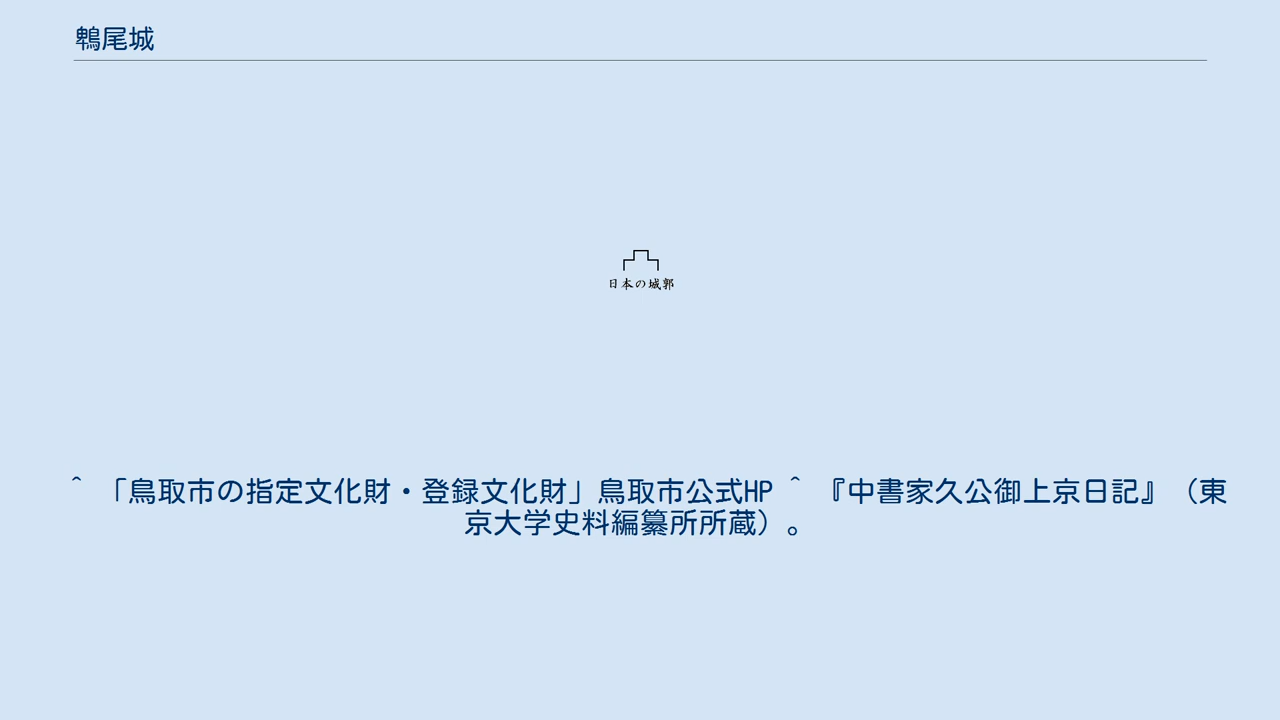 鵯尾城
日本の城郭
^ 「鳥取市の指定文化財・登録文化財」鳥取市公式HP ^ 『中書家久公御上京日記』（東
京大学史料編纂所所蔵）。